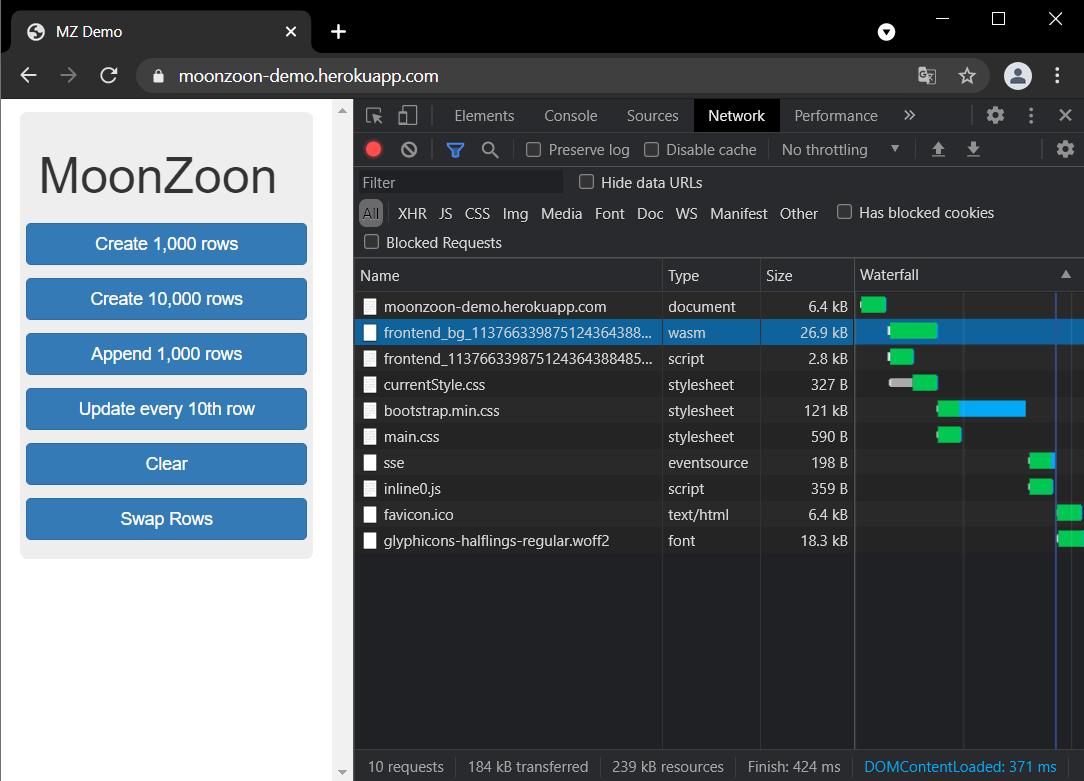 MZ Demo
moonzoon-demo.herokuapp.com
MoonZoon
Create 1,000 rows
Create 10,000 rows
Append 1,000 rows
Update every 10th row
Clear
Swap Rows
Elements Console Sources Network Performance
Preserve log Disable cache No throttling
Filter Hide data URLs
All XHR JS CSS Img Media Font Doc WS Manifest Other Has blocked cookies
Blocked Requests
Name Type Size Waterfall
moonzoon-demo.herokuapp.com document 6.4 kB
frontend_bg_113766339875124364388... wasm 26.9 kB
frontend_113766339875124364388485... script 2.8 kB
currentStyle.css stylesheet 327 B
bootstrap.min.css stylesheet 121 kB
main.css stylesheet 590 B
sse eventsource 198 B
inline0.js script 359 B
favicon.ico text/html 6.4 kB
glyphicons-halflings-regular.woff2 font 18.3 kB
10 requests 184 kB transferred 239 kB resources Finish: 424 ms DOMContentLoaded: 371 ms